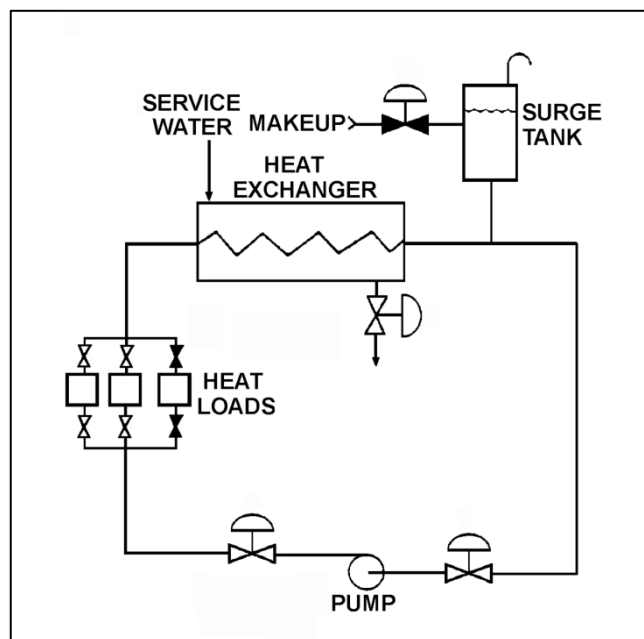 SERVICE
WATER
MAKEUP
SURGE
TANK
HEAT
EXCHANGER
HEAT
LOADS
PUMP